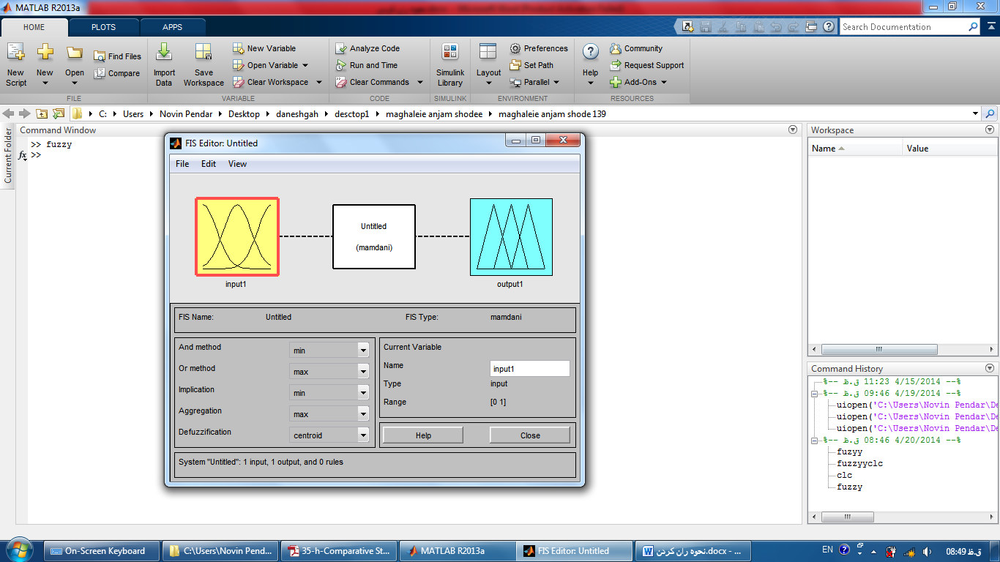 MATLAB R2013a
HOME PLOTS APPS
Search Documentation
New Script
New
Open
Find Files
Compare
FILE
Import Data
Save Workspace
New Variable
Open Variable
Clear Workspace
VARIABLE
Analyze Code
Run and Time
Clear Commands
CODE
Simulink Library
SIMULINK
Layout
Preferences
Set Path
Parallel
ENVIRONMENT
Help
Community
Request Support
Add-Ons
RESOURCES
C: Users Novin Pendar Desktop daneshgah desctop1 maghaleie anjam shodee maghaleie anjam shode 139
Current Folder
Command Window
>> fuzzy
fx >>
FIS Editor: Untitled
File Edit View
Untitled
(mamdani)
input1
output1
FIS Name: Untitled FIS Type: mamdani
And method min
Or method max
Implication min
Aggregation max
Defuzzification centroid
Current Variable
Name input1
Type input
Range [0 1]
Help Close
System "Untitled": 1 input, 1 output, and 0 rules
Workspace
Name Value
Command History
%-- ق.ظ 11:23 4/15/2014 --%
%-- ق.ظ 09:46 4/19/2014 --%
uiopen('C:\Users\Novin Pendar\De
uiopen('C:\Users\Novin Pendar\De
uiopen('C:\Users\Novin Pendar\De
%-- ق.ظ 08:46 4/20/2014 --%
fuzyy
fuzzyyclc
clc
fuzzy
On-Screen Keyboard
C:\Users\Novin Pend...
35-h-Comparative St...
MATLAB R2013a
FIS Editor: Untitled
نحوه ران کردن.docx - ...
EN
08:49 ق.ظ